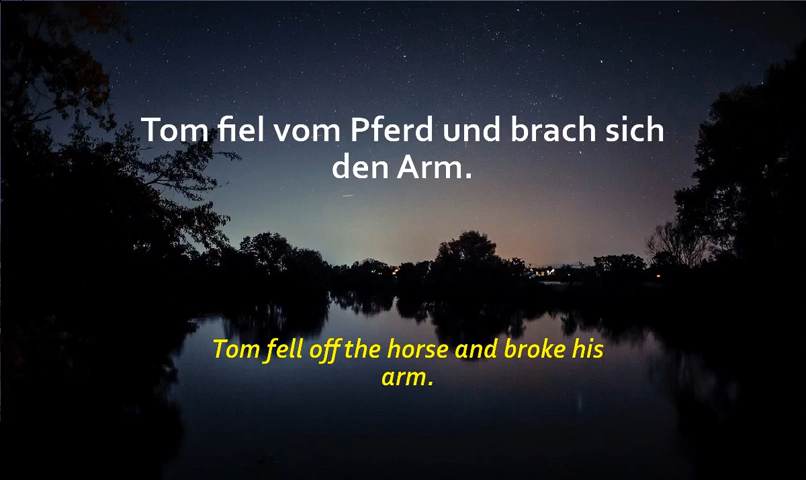 Tom fiel vom Pferd und brach sich
den Arm.
Tom fell off the horse and broke his
arm.